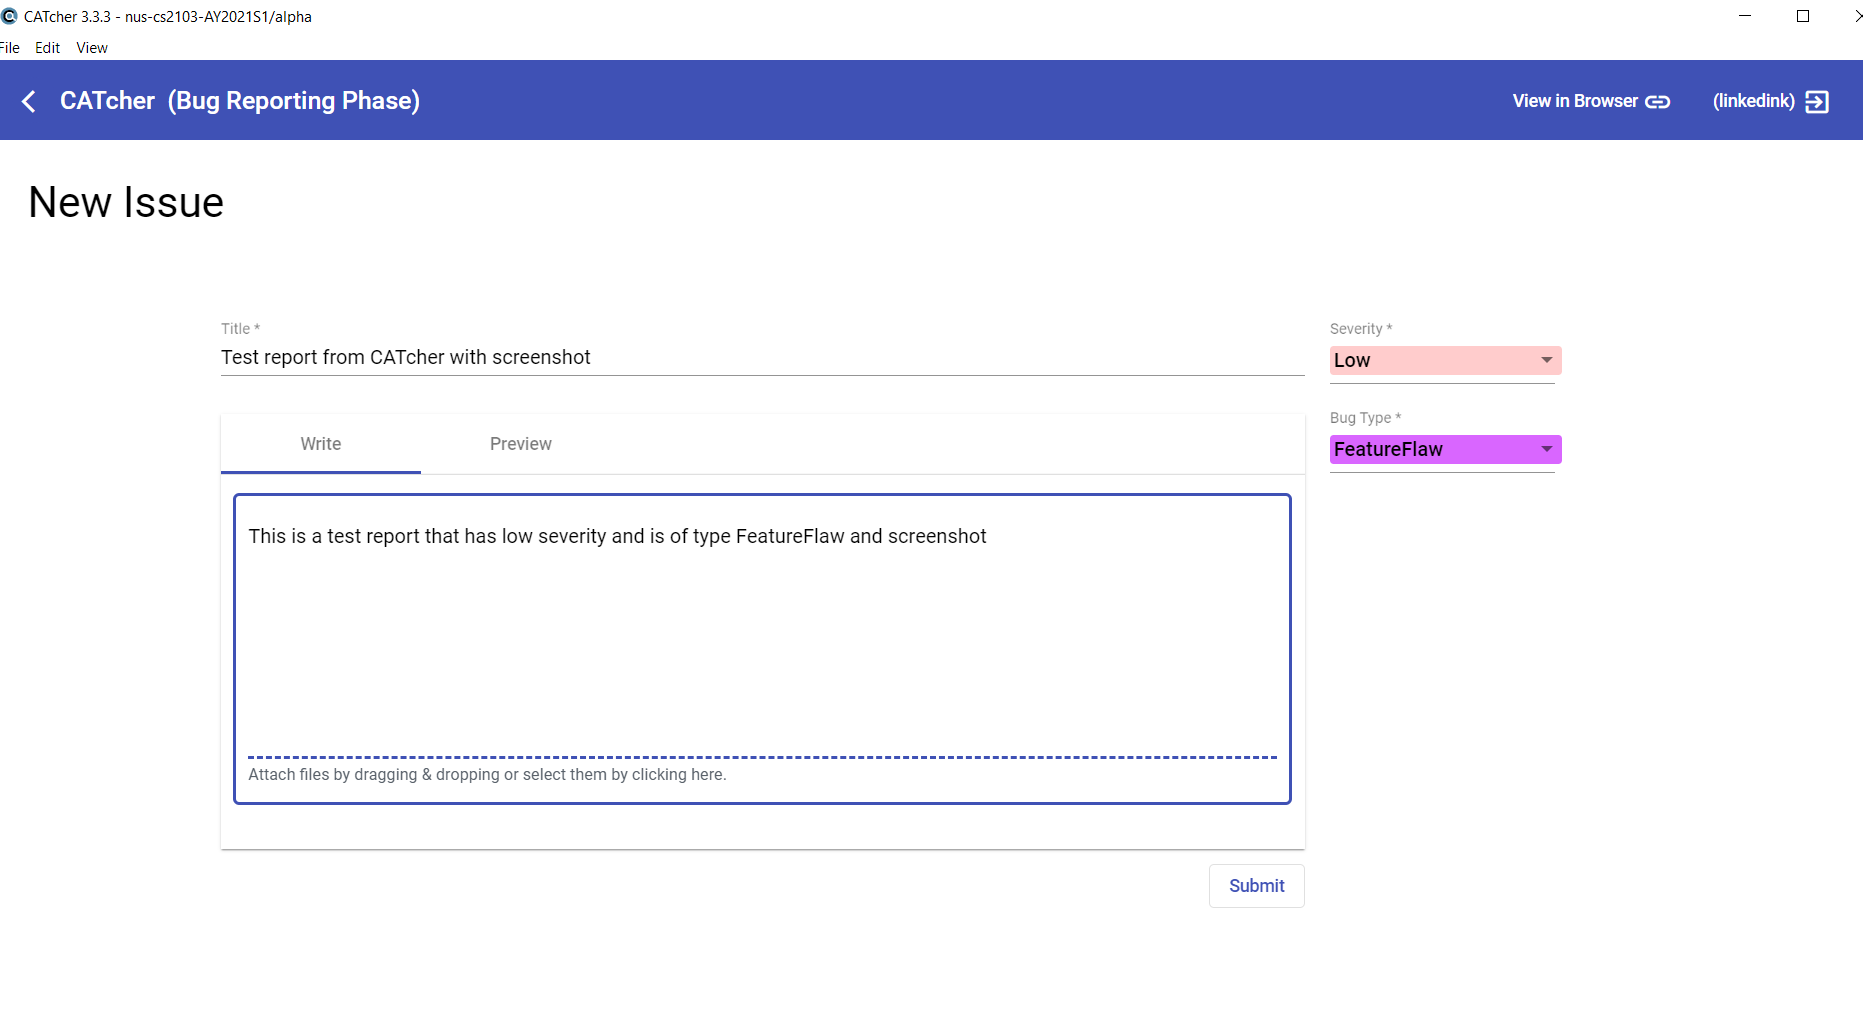 CATcher 3.3.3 - nus-cs2103-AY2021S1/alpha
File Edit View
CATcher (Bug Reporting Phase)
View in Browser (linkedink)
New Issue
Title *
Test report from CATcher with screenshot
Severity *
Low
Bug Type *
FeatureFlaw
Write Preview
This is a test report that has low severity and is of type FeatureFlaw and screenshot
Attach files by dragging & dropping or select them by clicking here.
Submit